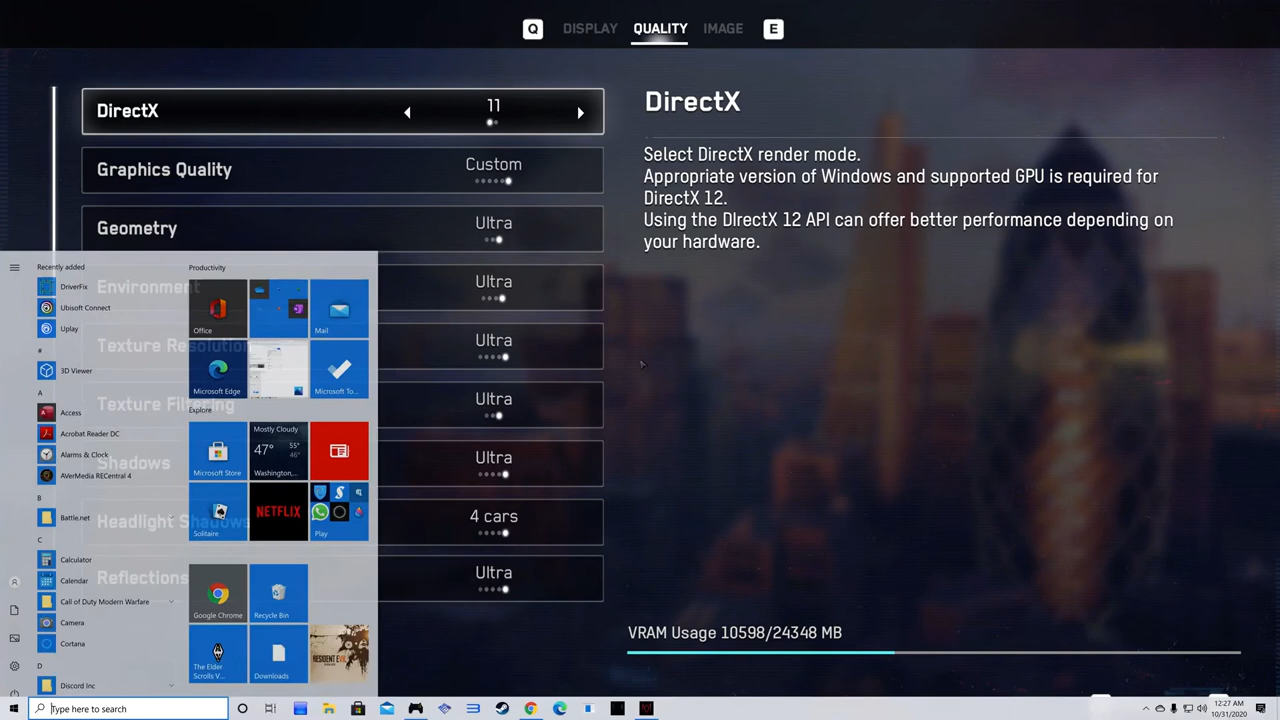 Q DISPLAY QUALITY IMAGE E
DirectX 11
Graphics Quality Custom
Geometry Ultra
Environment Ultra
Texture Resolution Ultra
Texture Filtering Ultra
Shadows Ultra
Headlight Shadows 4 cars
Reflections Ultra
DirectX
Select DirectX render mode.
Appropriate version of Windows and supported GPU is required for
DirectX 12.
Using the DIrectX 12 API can offer better performance depending on
your hardware.
VRAM Usage 10598/24348 MB
Recently added
DriverFix
Ubisoft Connect
Uplay
#
3D Viewer
A
Access
Acrobat Reader DC
Alarms & Clock
AVerMedia RECentral 4
B
Battle.net
C
Calculator
Calendar
Call of Duty Modern Warfare
Camera
Cortana
D
Discord Inc
Productivity
Office
Mail
Microsoft Edge
Microsoft To...
Explore
Microsoft Store
Mostly Cloudy
47° 55°
46°
Washington,...
Solitaire
NETFLIX
Play
Google Chrome
Recycle Bin
The Elder
Scrolls V...
Downloads
RESIDENT EVIL
Type here to search
12:27 AM
10/31/2020